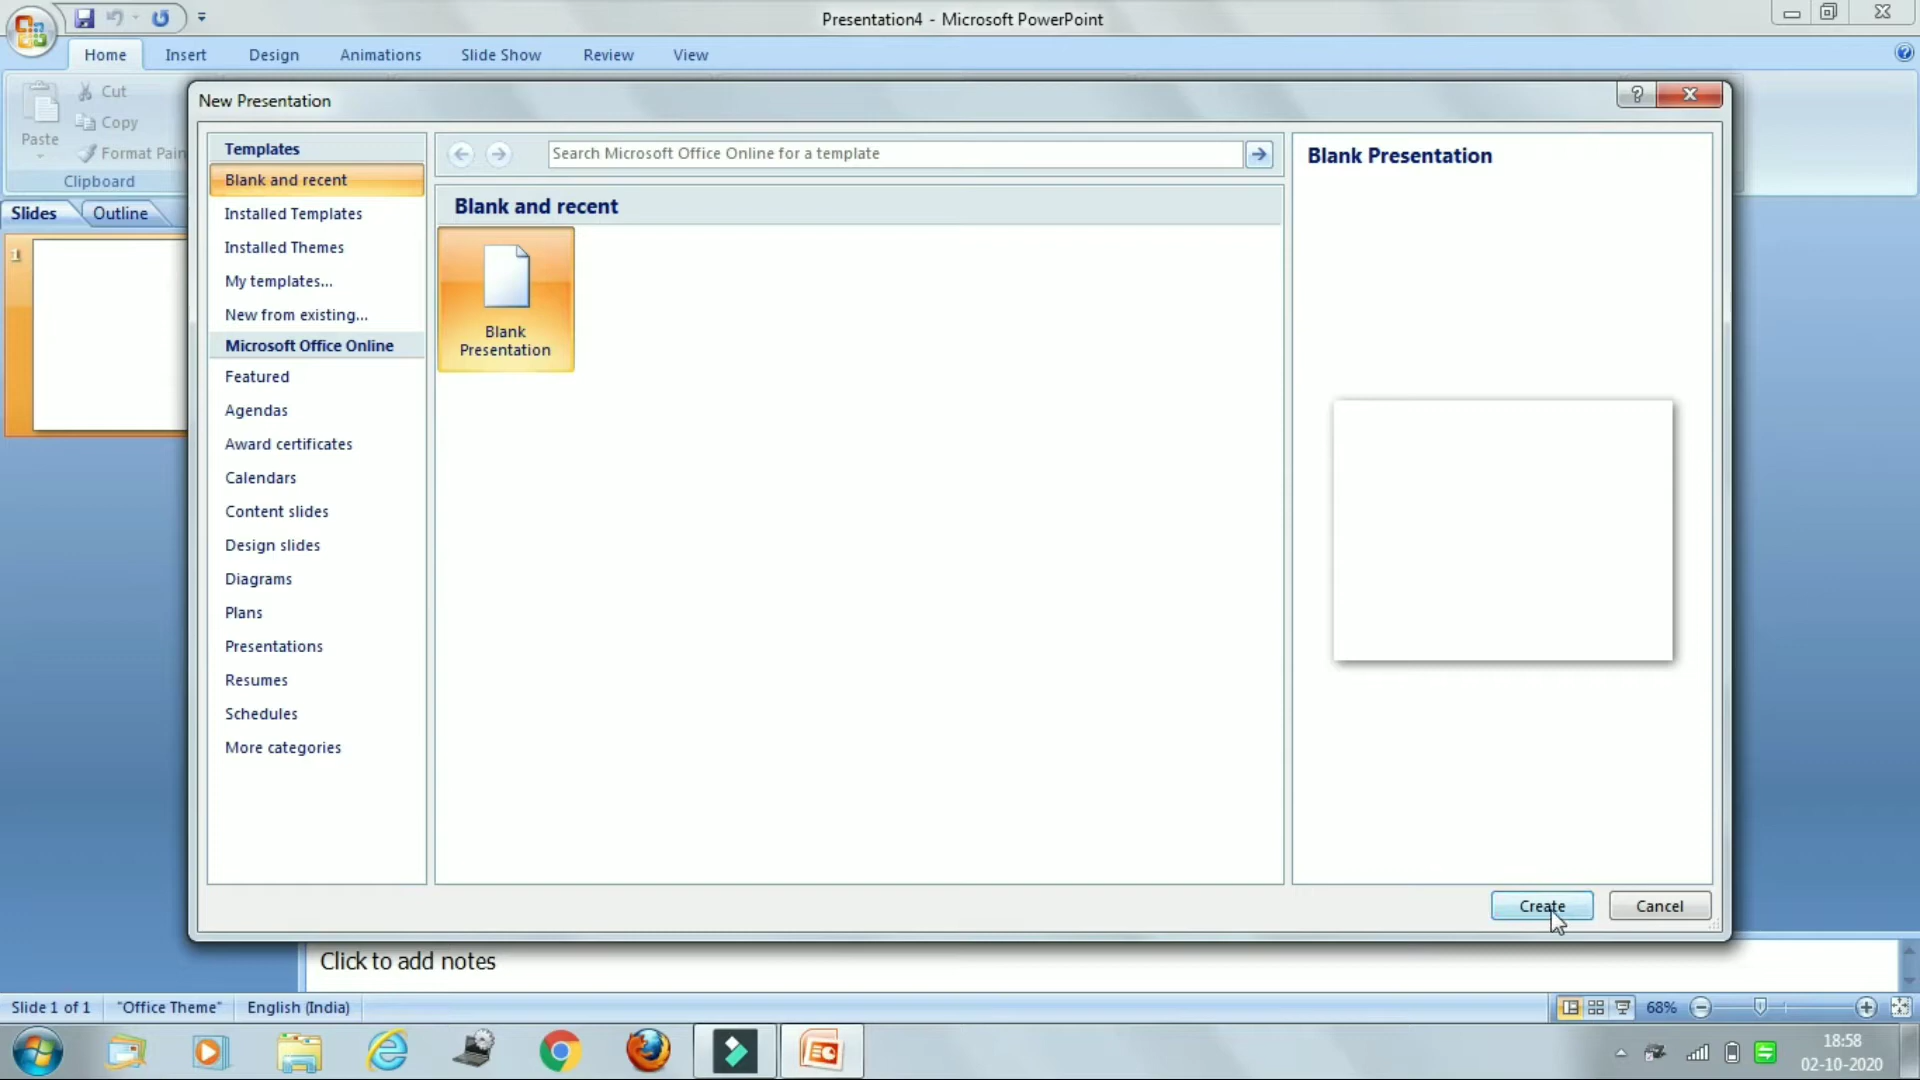 Presentation4 - Microsoft PowerPoint
Home Insert Design Animations Slide Show Review View
Cut
Copy
Paste
Format Pain
Clipboard
Slides Outline
1
New Presentation
Templates
Blank and recent
Installed Templates
Installed Themes
My templates...
New from existing...
Microsoft Office Online
Featured
Agendas
Award certificates
Calendars
Content slides
Design slides
Diagrams
Plans
Presentations
Resumes
Schedules
More categories
Search Microsoft Office Online for a template
Blank and recent
Blank
Presentation
Blank Presentation
Create Cancel
Click to add notes
Slide 1 of 1 "Office Theme" English (India) 68%
18:58
02-10-2020